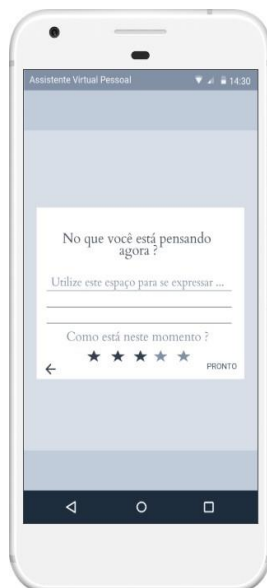 Assistente Virtual Pessoal 14:30
No que você está pensando
agora ?
Utilize este espaço para se expressar ...
Como está neste momento ?
PRONTO